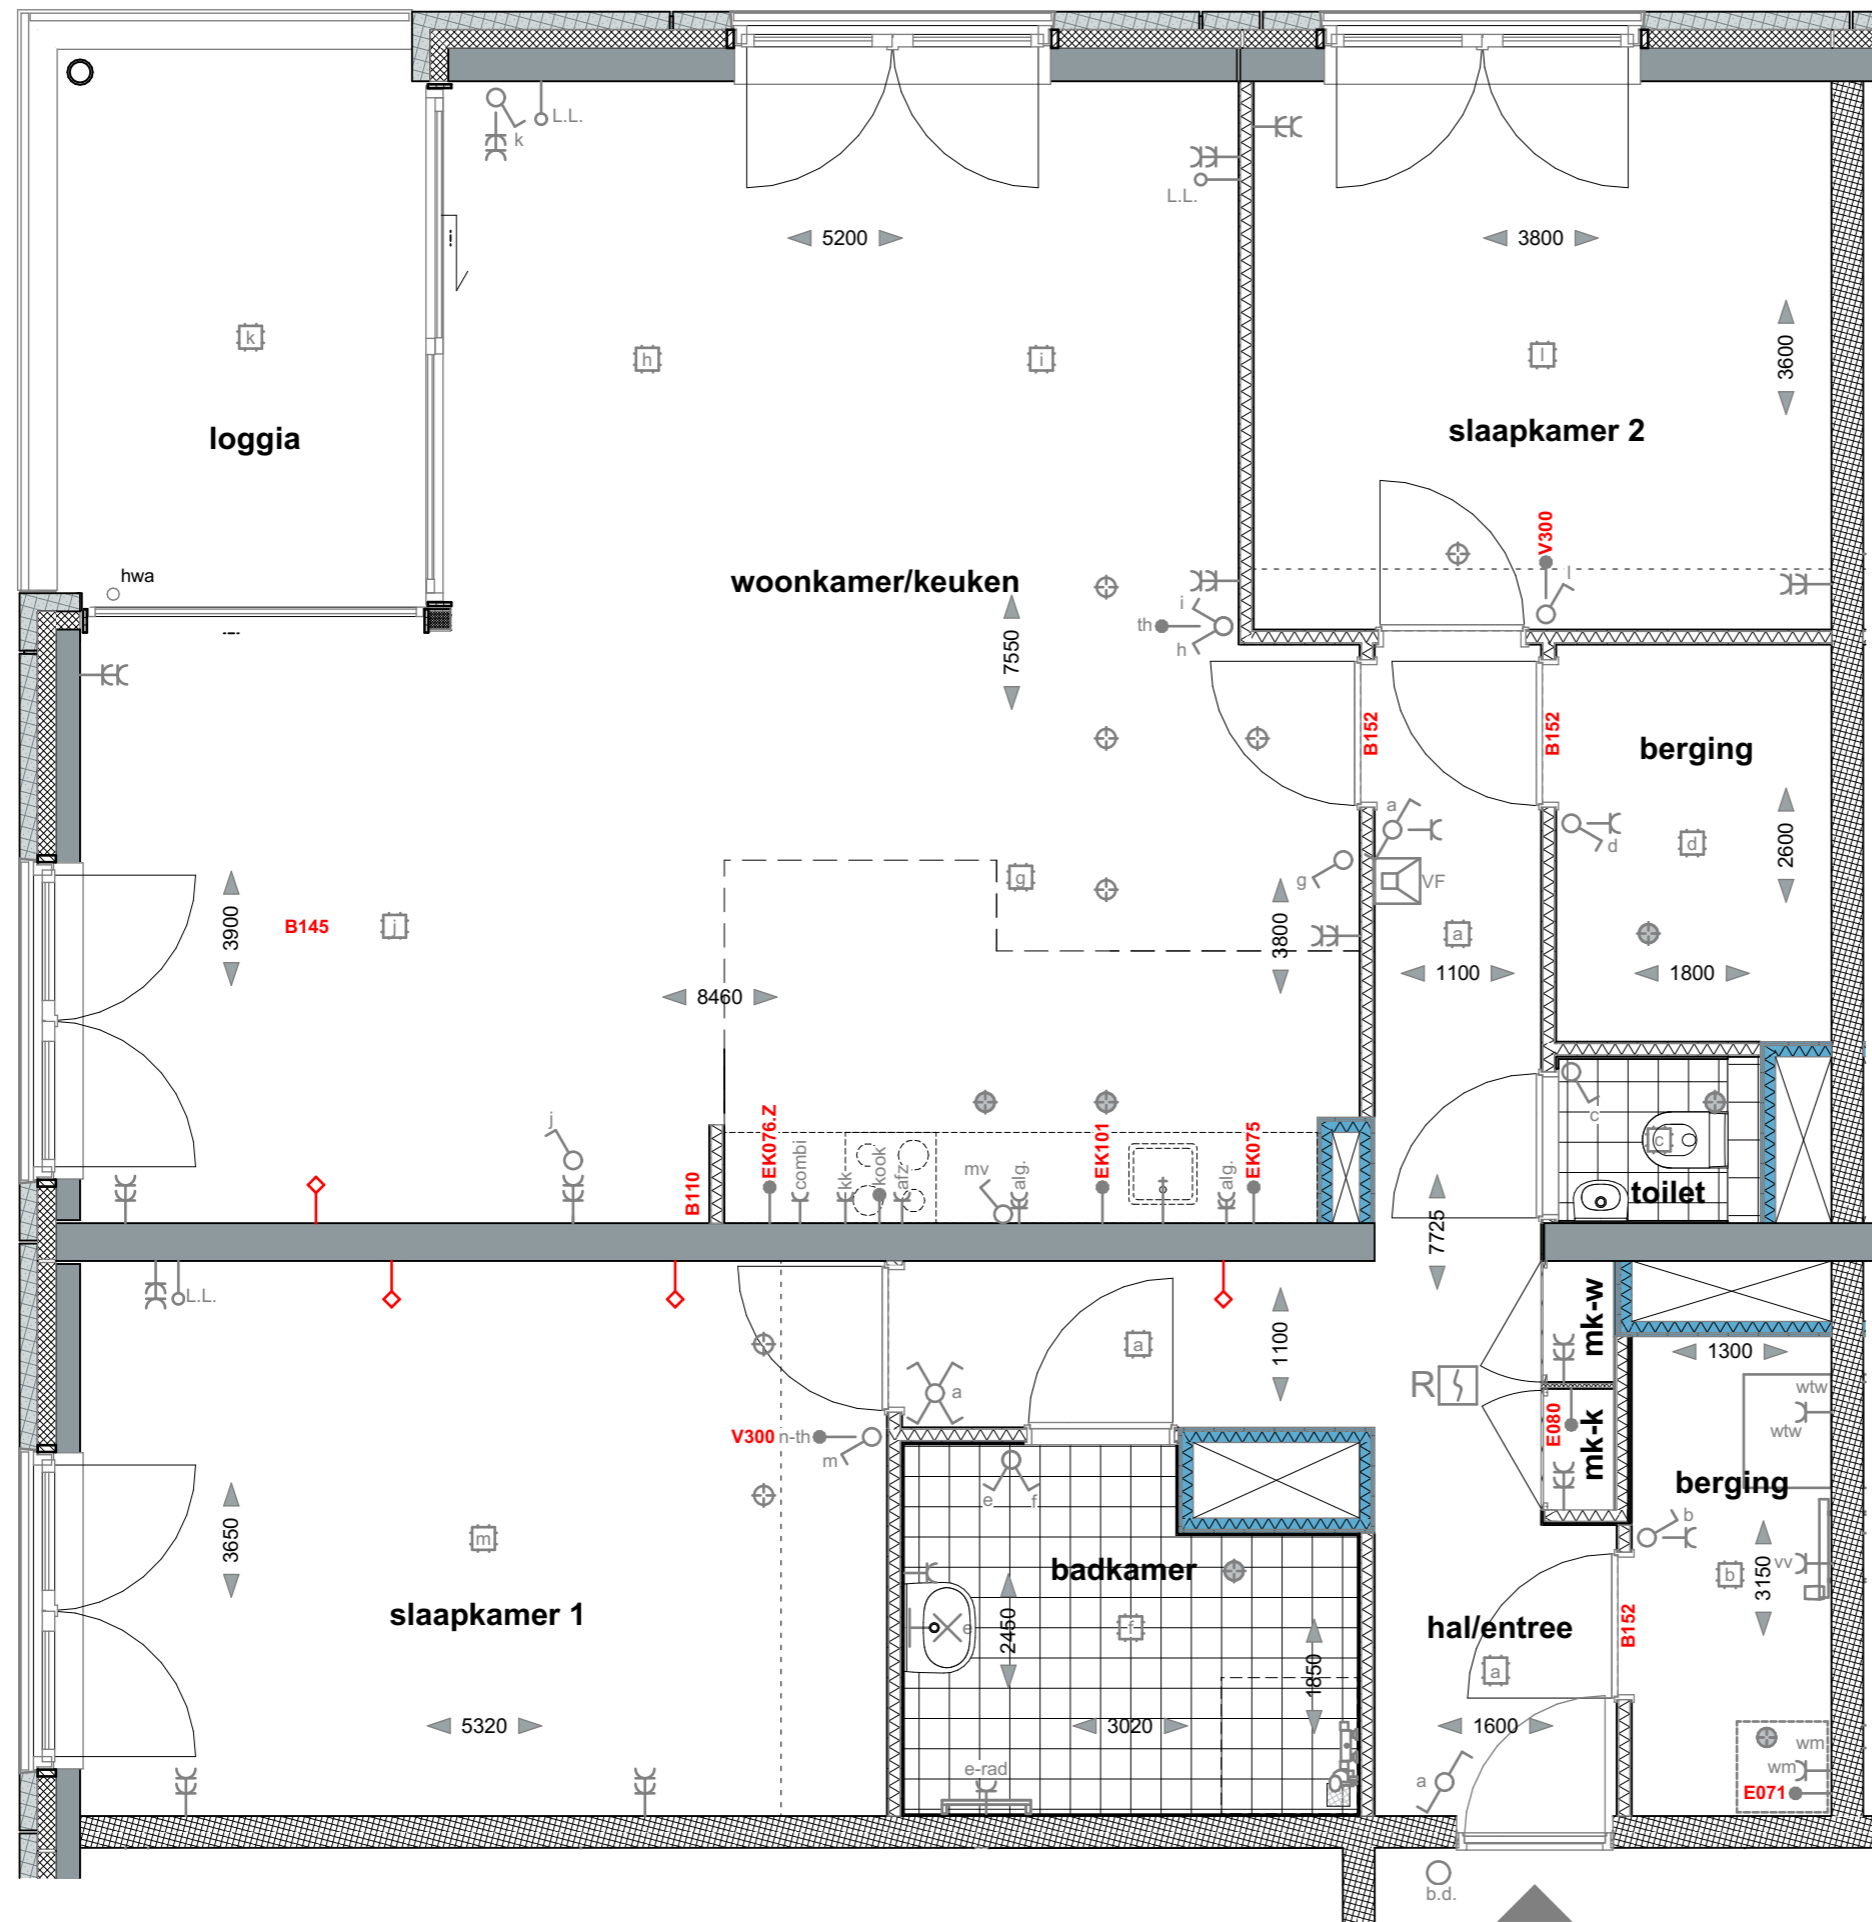 k
L.L.
L.L.
5200
3800
k
h
i
l
3600
loggia
slaapkamer 2
V300
hwa
woonkamer/keuken
l
i
th
h
7550
B152
B152
berging
a
d
d
2600
g
VF
g
3900
B145
j
3800
a
8460
1100
1800
j
EK076.Z
combi
kk
kook
afz
mv
alg.
EK101
alg.
EK075
B110
c
c
toilet
7725
L.L.
mk-w
a
1100
1300
a
R
wtw
wtw
E080
mk-k
V300
n-th
m
e
f
berging
b
3650
m
badkamer
vv
b
3150
slaapkamer 1
e
2450
f
hal/entree
B152
1850
a
5320
3020
1600
wm
e-rad
a
wm
E071
b.d.